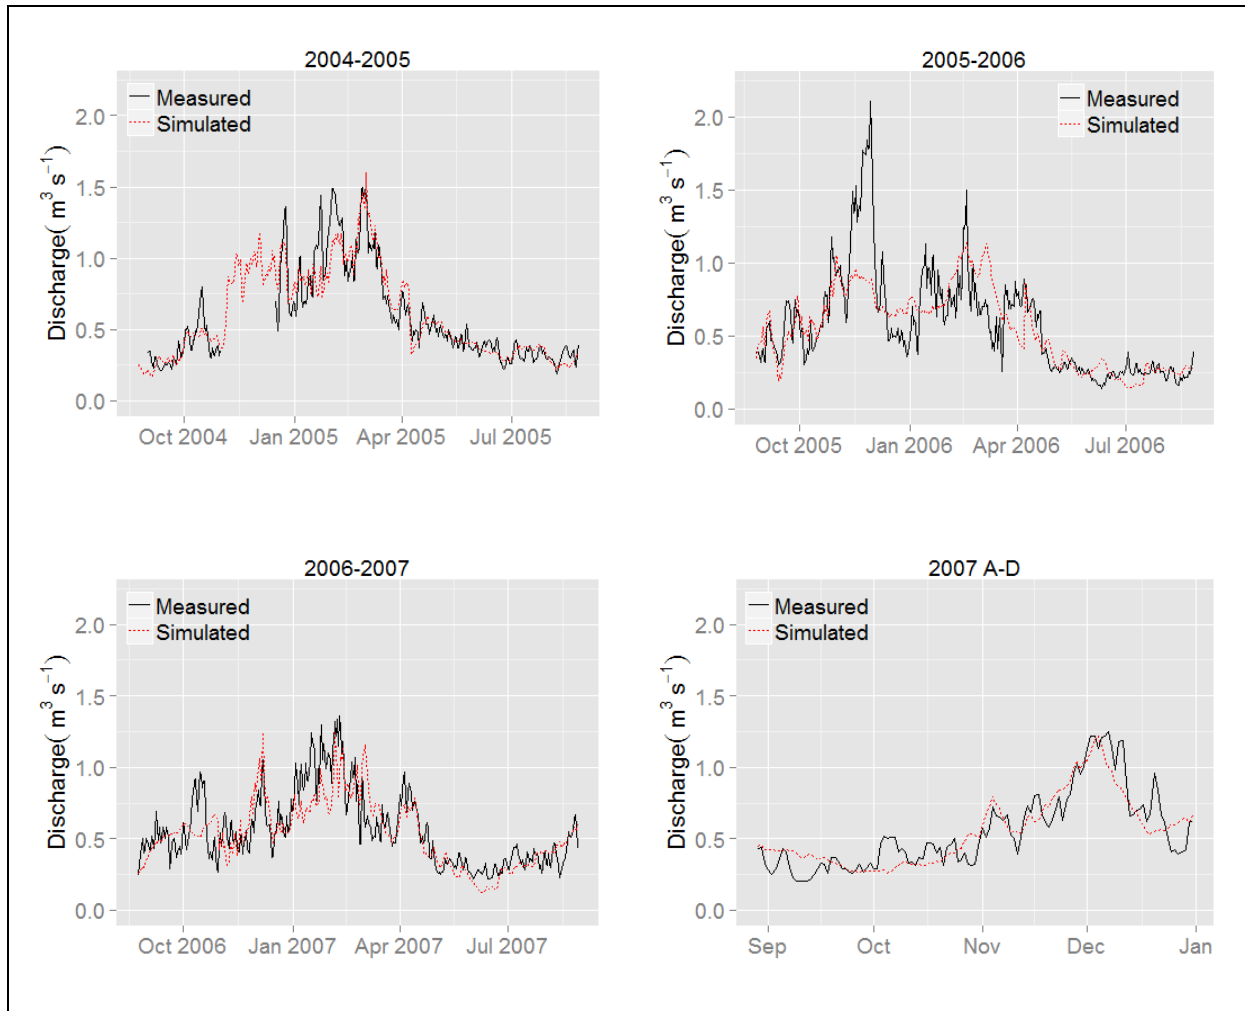 2004-2005
Measured
Simulated
2.0
1.5
1.0
0.5
0.0
Discharge( m³ s⁻¹)
Oct 2004 Jan 2005 Apr 2005 Jul 2005
2005-2006
Measured
Simulated
2.0
1.5
1.0
0.5
0.0
Discharge( m³ s⁻¹)
Oct 2005 Jan 2006 Apr 2006 Jul 2006
2006-2007
Measured
Simulated
2.0
1.5
1.0
0.5
0.0
Discharge( m³ s⁻¹)
Oct 2006 Jan 2007 Apr 2007 Jul 2007
2007 A-D
Measured
Simulated
2.0
1.5
1.0
0.5
0.0
Discharge( m³ s⁻¹)
Sep Oct Nov Dec Jan